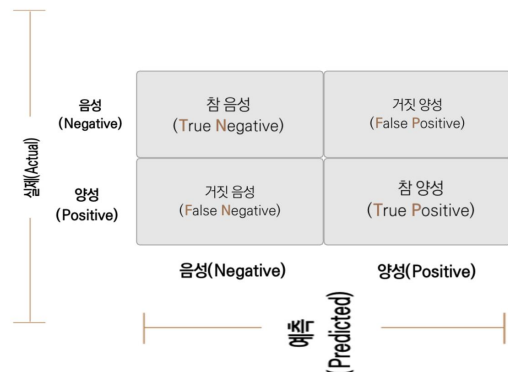 실제(Actual)
음성
(Negative)
참 음성
(True Negative)
거짓 양성
(False Positive)
양성
(Positive)
거짓 음성
(False Negative)
참 양성
(True Positive)
음성(Negative)
양성(Positive)
예측
(Predicted)